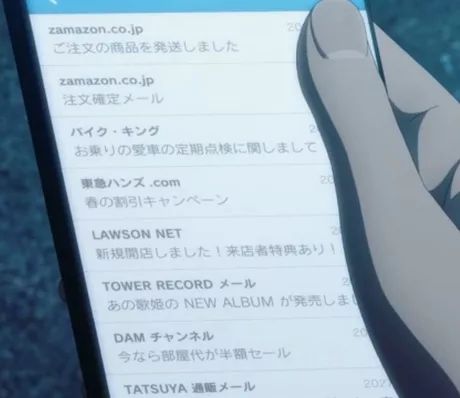 zamazon.co.jp
ご注文の商品を発送しました
zamazon.co.jp
注文確定メール
バイク・キング
お乗りの愛車の定期点検に関しまして
東急ハンズ.com
春の割引キャンペーン
LAWSON NET
新規開店しました！来店者特典あり！
TOWER RECORD メール
あの歌姫の NEW ALBUM が発売しまし
DAM チャンネル
今なら部屋代が半額セール
TATSUYA 通販メール